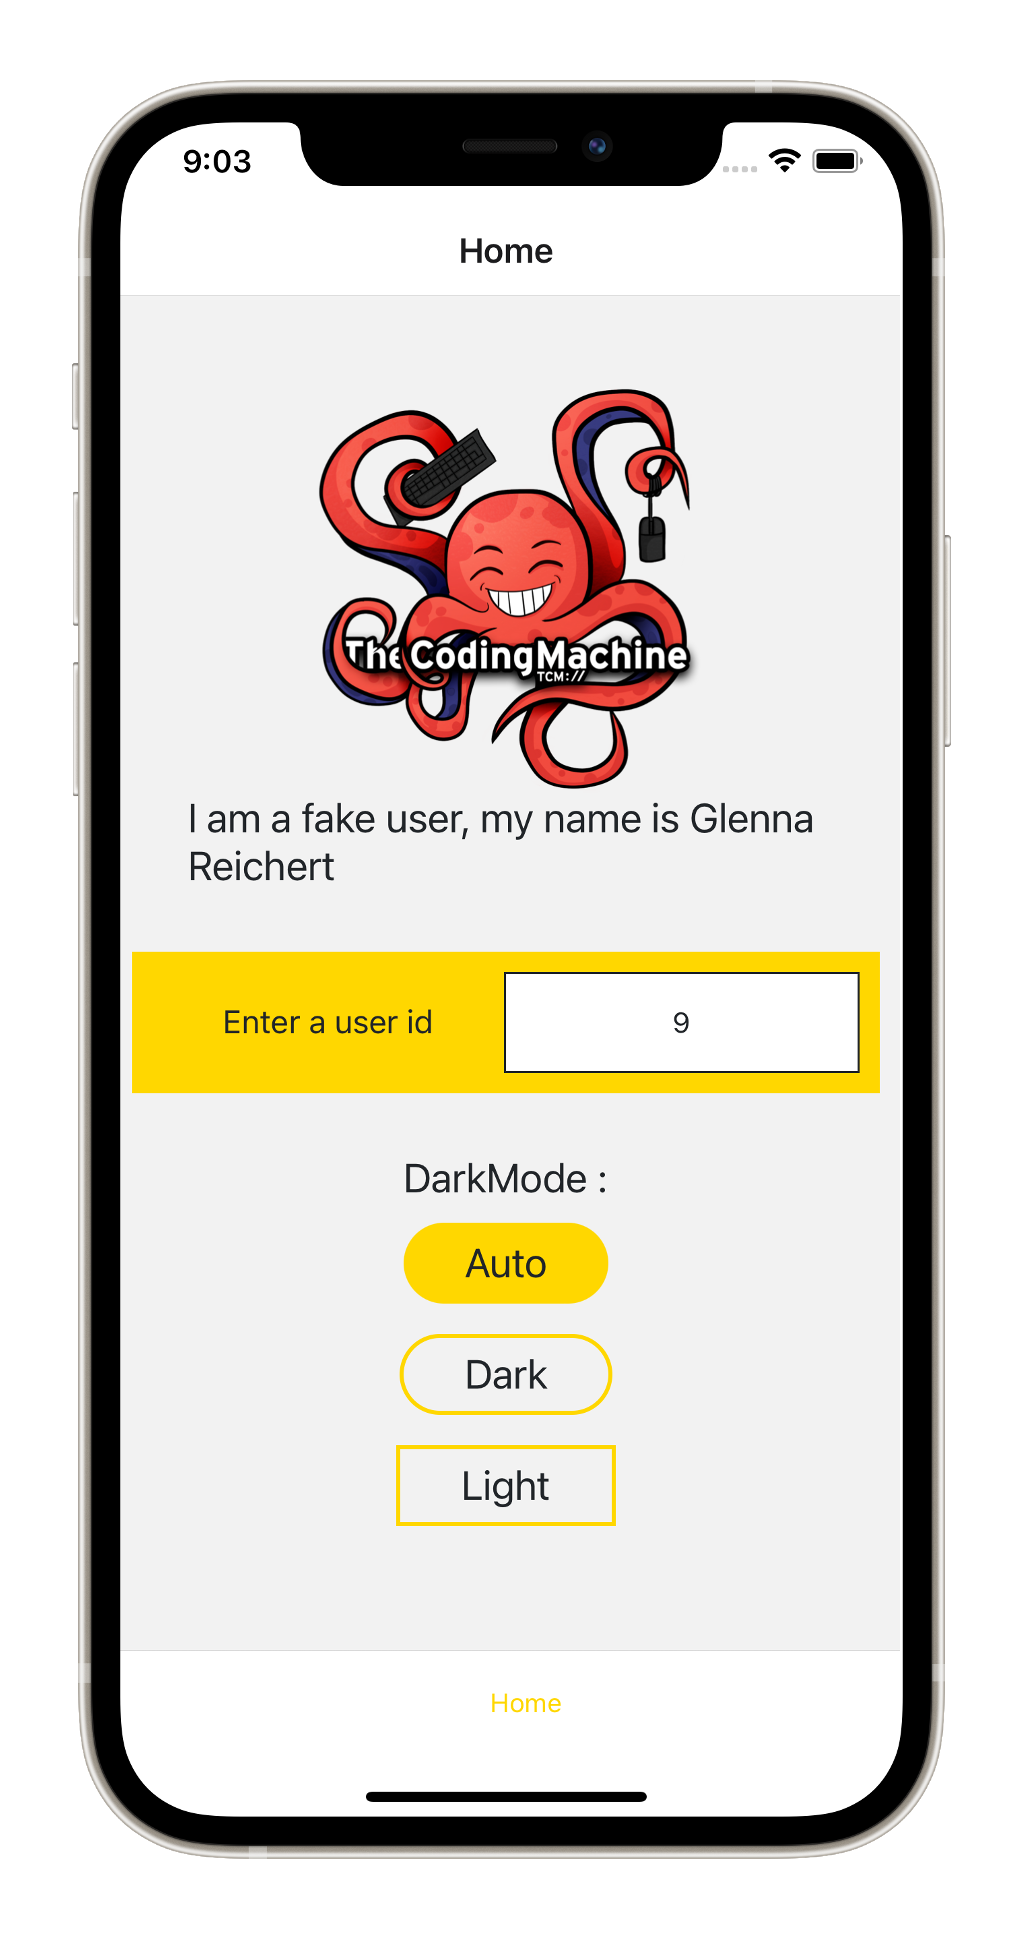 9:03
Home
The CodingMachine
TCM://
I am a fake user, my name is Glenna
Reichert
Enter a user id
9
DarkMode :
Auto
Dark
Light
Home